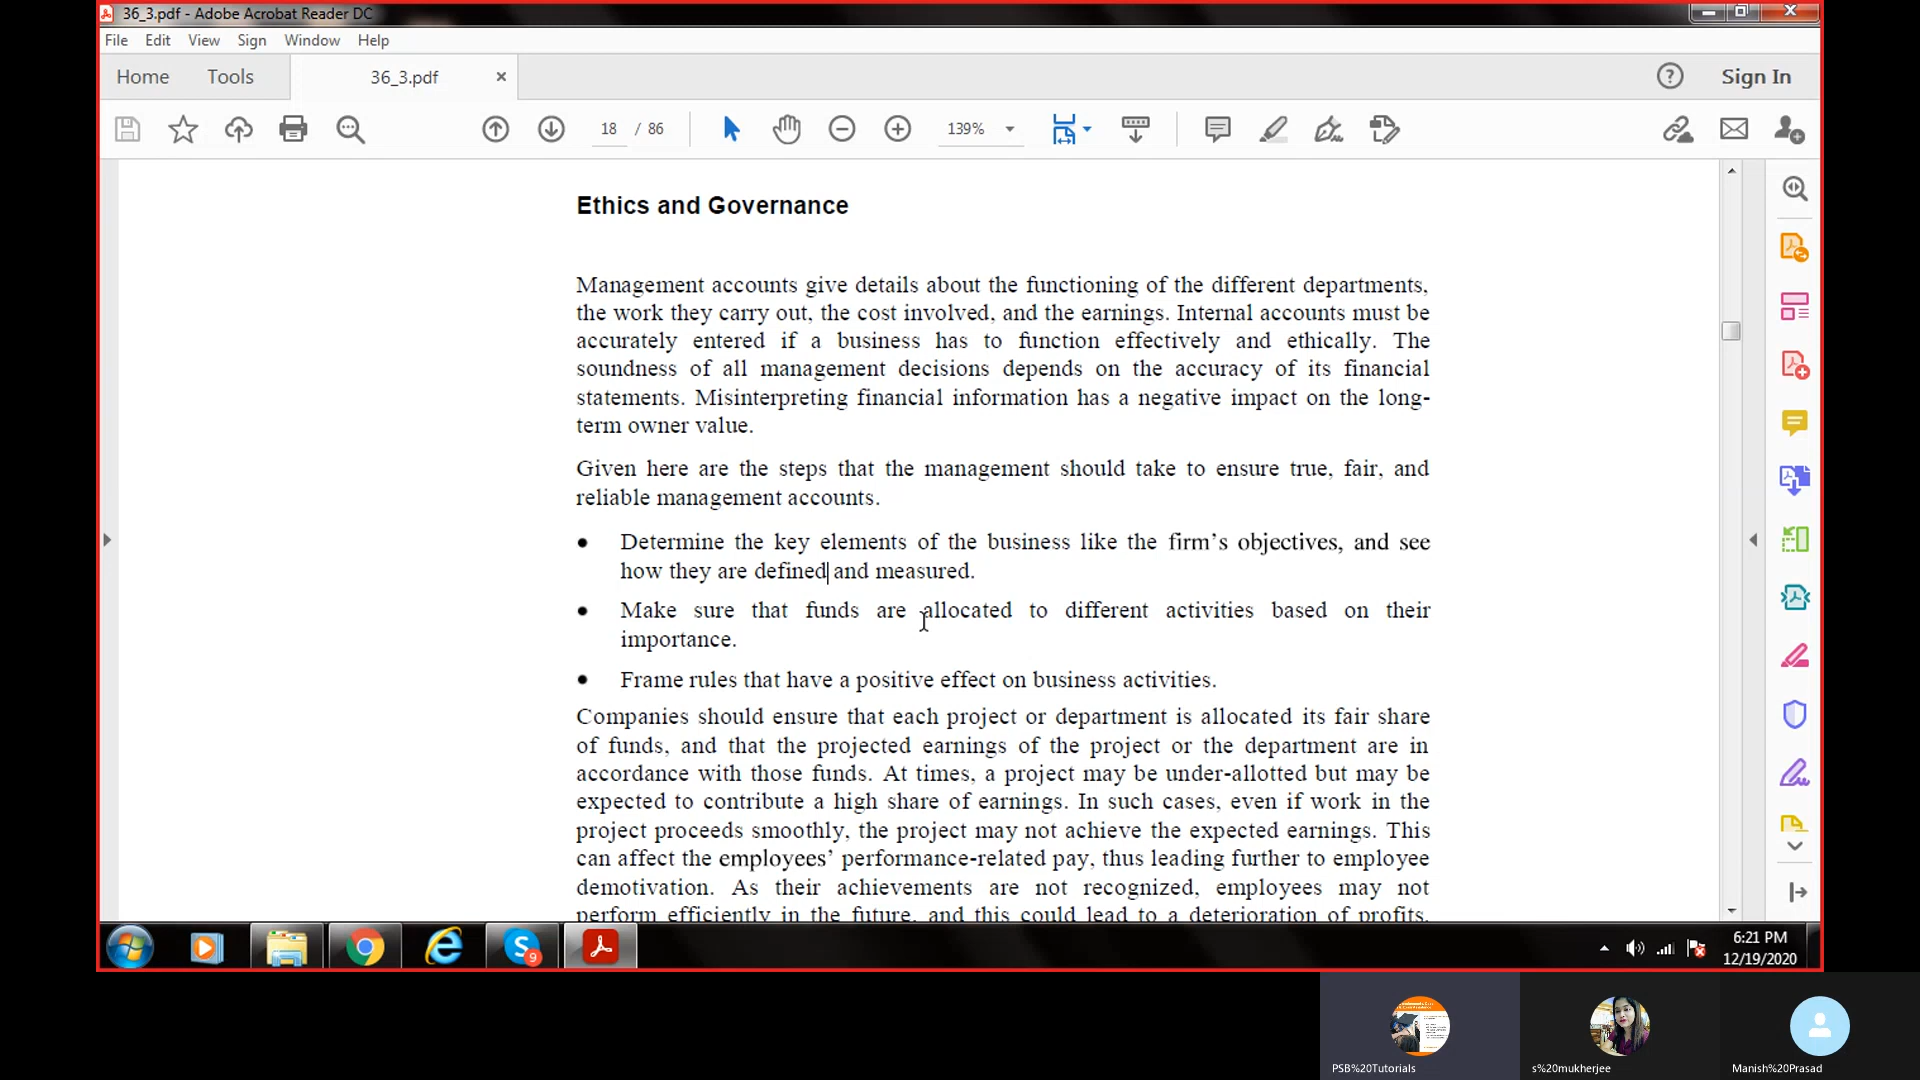 36_3.pdf - Adobe Acrobat Reader DC
File Edit View Sign Window Help
Home Tools 36_3.pdf × Sign In
18 / 86 139%
Ethics and Governance
Management accounts give details about the functioning of the different departments,
the work they carry out, the cost involved, and the earnings. Internal accounts must be
accurately entered if a business has to function effectively and ethically. The
soundness of all management decisions depends on the accuracy of its financial
statements. Misinterpreting financial information has a negative impact on the long-
term owner value.
Given here are the steps that the management should take to ensure true, fair, and
reliable management accounts.
● Determine the key elements of the business like the firm's objectives, and see
how they are defined and measured.
● Make sure that funds are allocated to different activities based on their
importance.
● Frame rules that have a positive effect on business activities.
Companies should ensure that each project or department is allocated its fair share
of funds, and that the projected earnings of the project or the department are in
accordance with those funds. At times, a project may be under-allotted but may be
expected to contribute a high share of earnings. In such cases, even if work in the
project proceeds smoothly, the project may not achieve the expected earnings. This
can affect the employees' performance-related pay, thus leading further to employee
demotivation. As their achievements are not recognized, employees may not
perform efficiently in the future, and this could lead to a deterioration of profits.
9
6:21 PM
12/19/2020
PSB%20Tutorials
s%20mukherjee
Manish%20Prasad